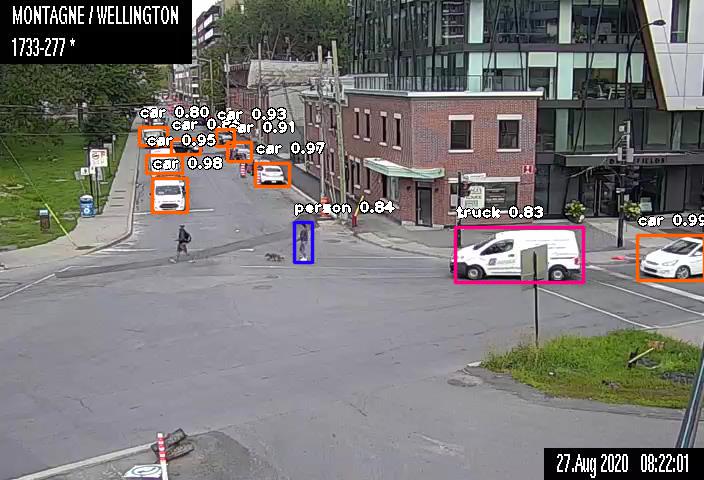 MONTAGNE / WELLINGTON
1733-277 *
car 0.80
car 0.93
car 0.91
car 0.95
car 0.97
car 0.98
person 0.84
truck 0.83
car 0.99
27.Aug 2020 08:22:01